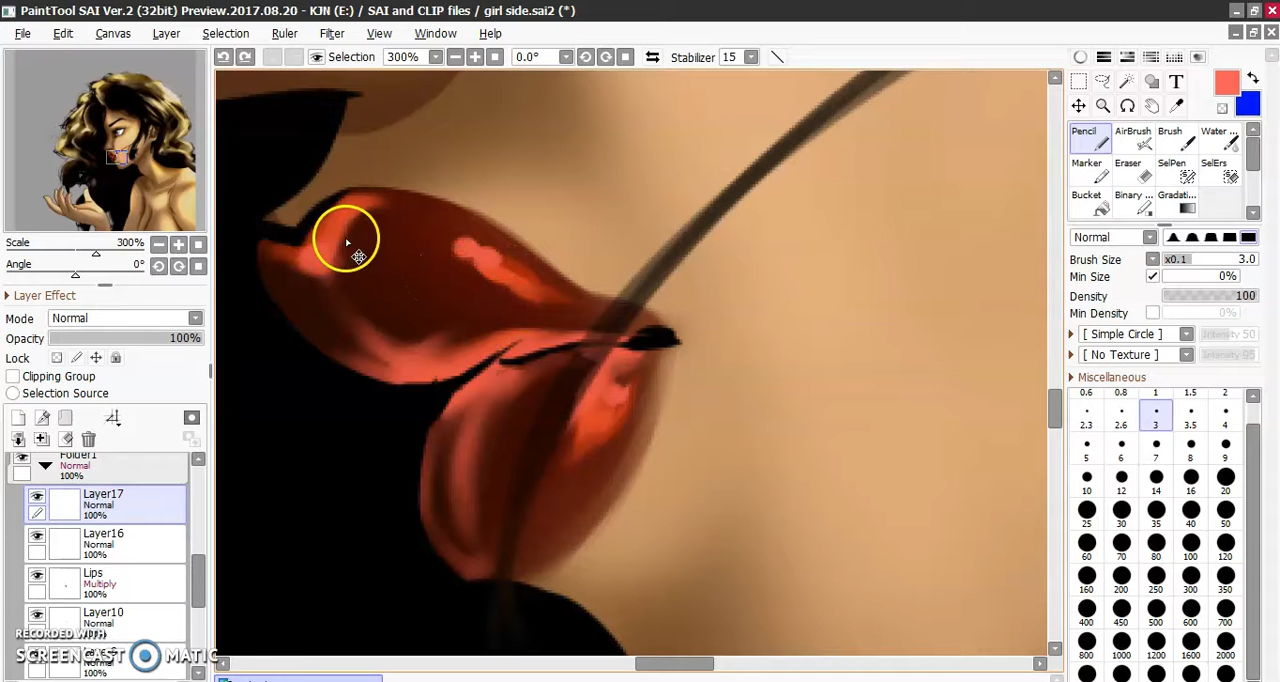 PaintTool SAI Ver.2 (32bit) Preview.2017.08.20 - KJN (E:) / SAI and CLIP files / girl side.sai2 (*)
File Edit Canvas Layer Selection Ruler Filter View Window Help
Selection 300% 0.0° Stabilizer 15
Scale 300%
Angle 0°
Layer Effect
Mode Normal
Opacity 100%
Lock
Clipping Group
Selection Source
Folder1
Normal
100%
Layer17
Normal
100%
Layer16
Normal
100%
Lips
Multiply
100%
Layer10
Normal
RECORDED WITH
SCREENCAST MATIC
100%
T
Pencil AirBrush Brush Water ...
Marker Eraser SelPen SelErs
Bucket Binary ... Gradati...
Normal
Brush Size x0.1 3.0
Min Size 0%
Density 100
Min Density 0%
[ Simple Circle ] Intensity 50
[ No Texture ] Intensity 95
Miscellaneous
0.6 0.8 1 1.5 2
2.3 2.6 3 3.5 4
5 6 7 8 9
10 12 14 16 20
25 30 35 40 50
60 70 80 100 120
160 200 250 300 350
400 450 500 600 700
800 1000 1200 1600 2000